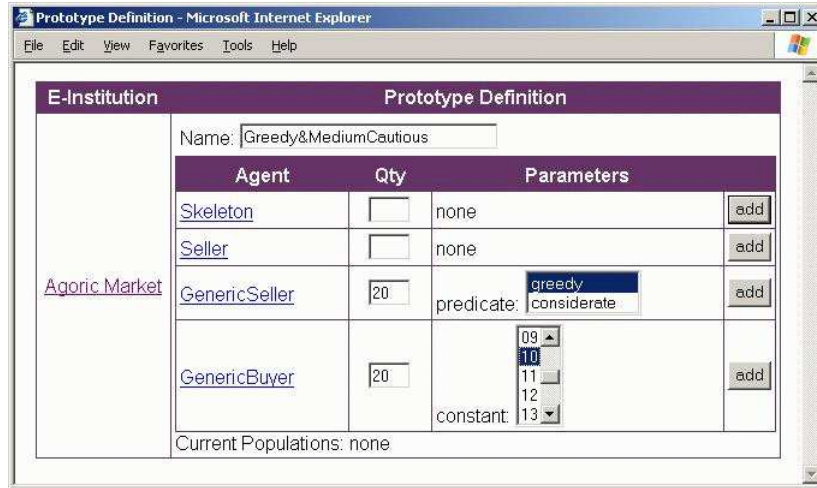 Prototype Definition - Microsoft Internet Explorer
File Edit View Favorites Tools Help
E-Institution Prototype Definition
Name: Greedy&MediumCautious
Agent Qty Parameters
Skeleton none add
Seller none add
Agoric Market
GenericSeller 20 predicate: greedy add
considerate
GenericBuyer 20 constant: 09 add
10
11
12
13
Current Populations: none